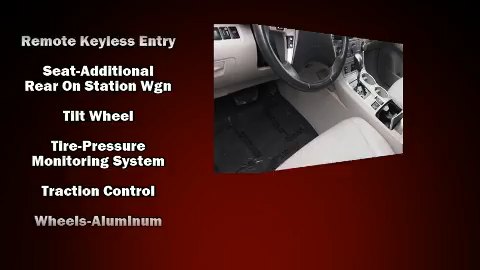 Remote Keyless Entry
Seat-Additional
Rear On Station Wgn
Tilt Wheel
Tire-Pressure
Monitoring System
Traction Control
Wheels-Aluminum